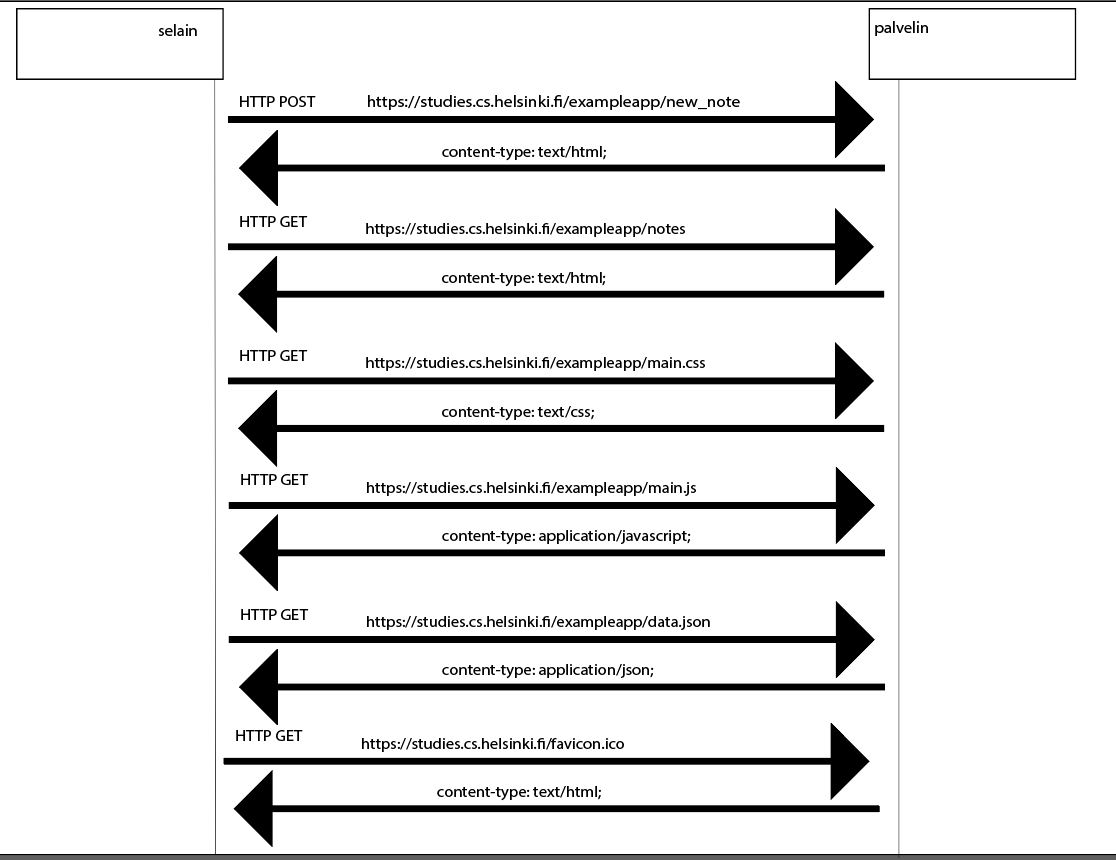 selain
palvelin
HTTP POST https://studies.cs.helsinki.fi/exampleapp/new_note
content-type: text/html;
HTTP GET https://studies.cs.helsinki.fi/exampleapp/notes
content-type: text/html;
HTTP GET https://studies.cs.helsinki.fi/exampleapp/main.css
content-type: text/css;
HTTP GET https://studies.cs.helsinki.fi/exampleapp/main.js
content-type: application/javascript;
HTTP GET https://studies.cs.helsinki.fi/exampleapp/data.json
content-type: application/json;
HTTP GET https://studies.cs.helsinki.fi/favicon.ico
content-type: text/html;